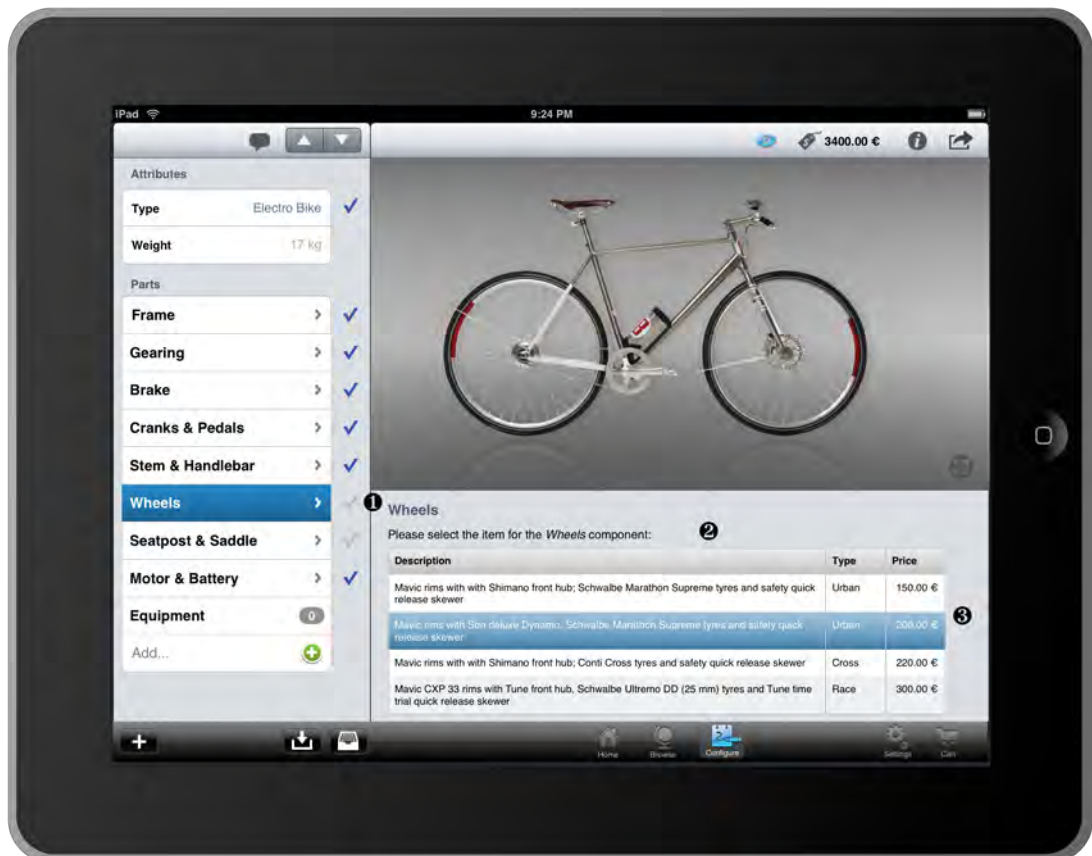 iPad
9:24 PM
3400.00 €
Attributes
Type Electro Bike
Weight 17 kg
Parts
Frame
Gearing
Brake
Cranks & Pedals
Stem & Handlebar
Wheels
Seatpost & Saddle
Motor & Battery
Equipment 0
Add...
❶
Wheels
Please select the item for the Wheels component: ❷
Description Type Price
Mavic rims with with Shimano front hub; Schwalbe Marathon Supreme tyres and safety quick Urban 150.00 €
release skewer
Mavic rims with Son deluxe Dynamo, Schwalbe Marathon Supreme tyres and safety quick Urban 200.00 € ❸
release skewer
Mavic rims with with Shimano front hub; Conti Cross tyres and safety quick release skewer Cross 220.00 €
Mavic CXP 33 rims with Tune front hub, Schwalbe Ultremo DD (25 mm) tyres and Tune time Race 300.00 €
trial quick release skewer
Home Browse Configure Settings Cart